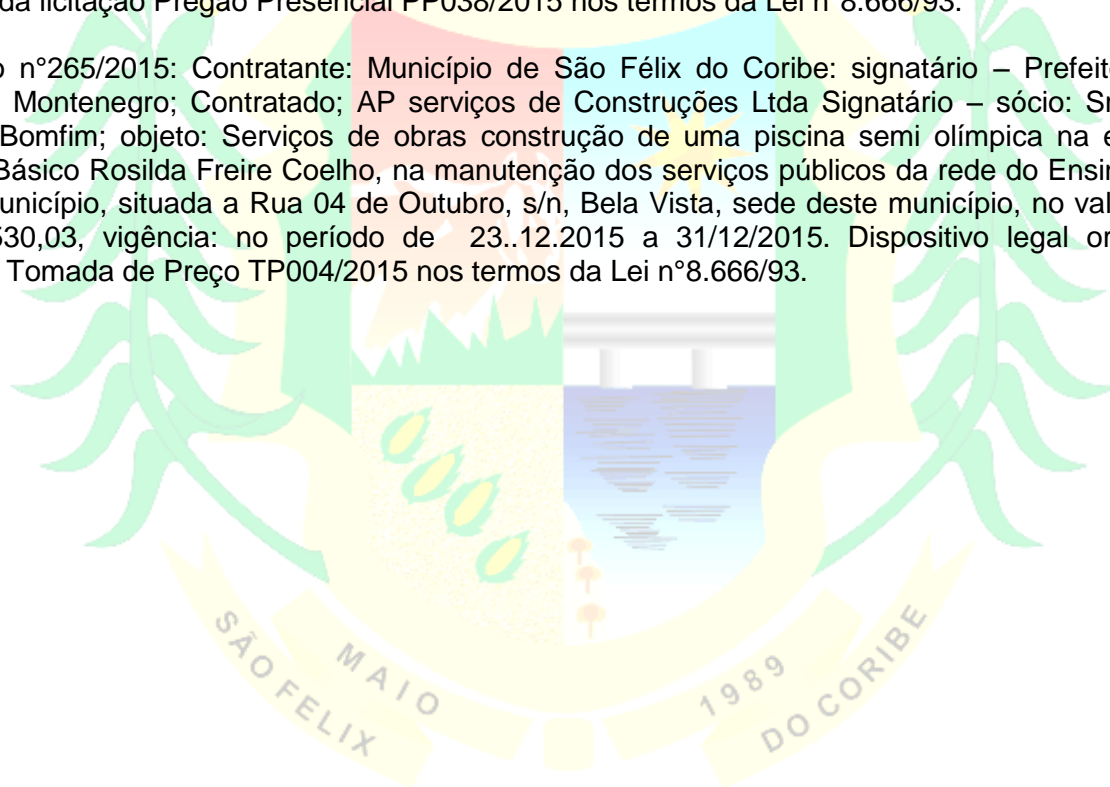 da licitação Pregão Presencial PP038/2015 nos termos da Lei n°8.666/93.
o n°265/2015: Contratante: Município de São Félix do Coribe: signatário – Prefeit
Montenegro; Contratado; AP serviços de Construções Ltda Signatário – sócio: Sr
Bomfim; objeto: Serviços de obras construção de uma piscina semi olímpica na e
Básico Rosilda Freire Coelho, na manutenção dos serviços públicos da rede do Ensin
unicípio, situada a Rua 04 de Outubro, s/n, Bela Vista, sede deste município, no val
530,03, vigência: no período de 23..12.2015 a 31/12/2015. Dispositivo legal or
Tomada de Preço TP004/2015 nos termos da Lei n°8.666/93.
SÃO FELIX MAIO 1989 DO CORIBE